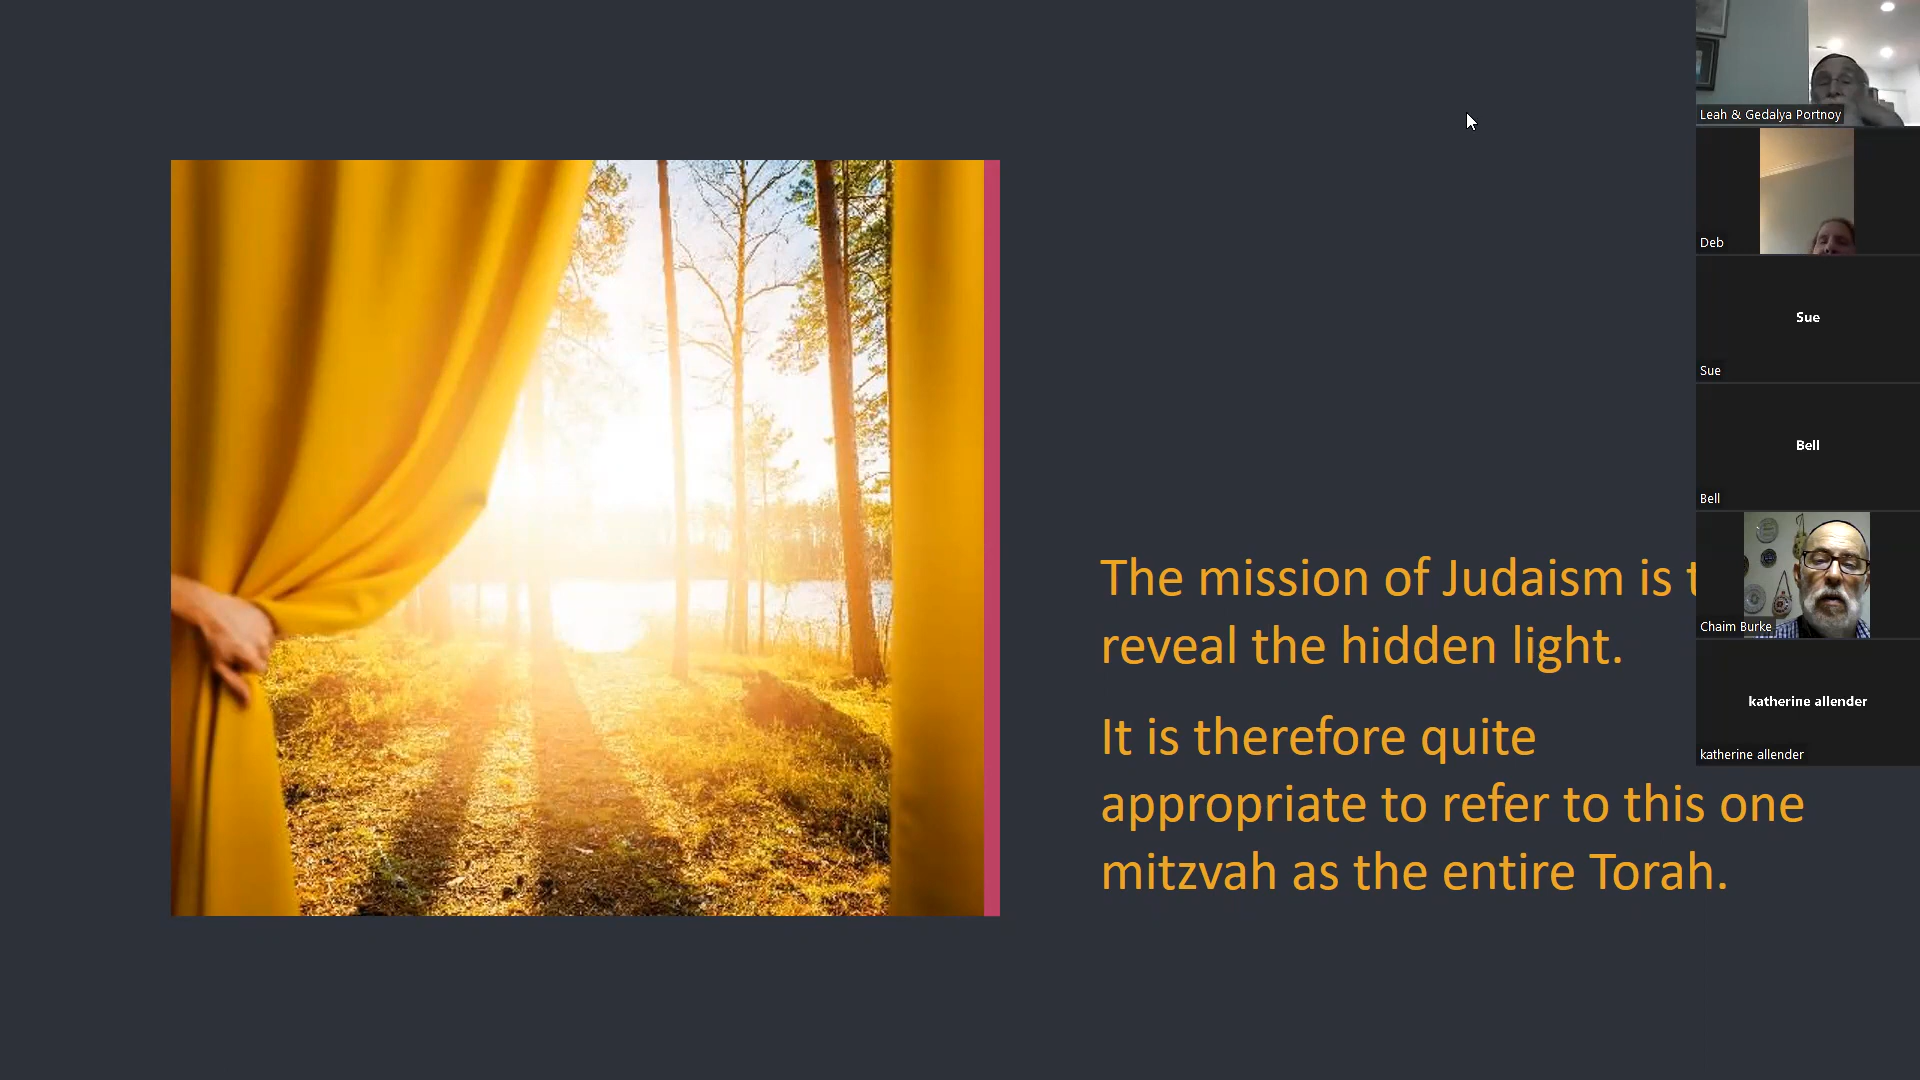 The mission of Judaism is
reveal the hidden light.
It is therefore quite
appropriate to refer to this one
mitzvah as the entire Torah.
Leah & Gedalya Portnoy
Deb
Sue
Sue
Bell
Bell
Chaim Burke
katherine allender
katherine allender